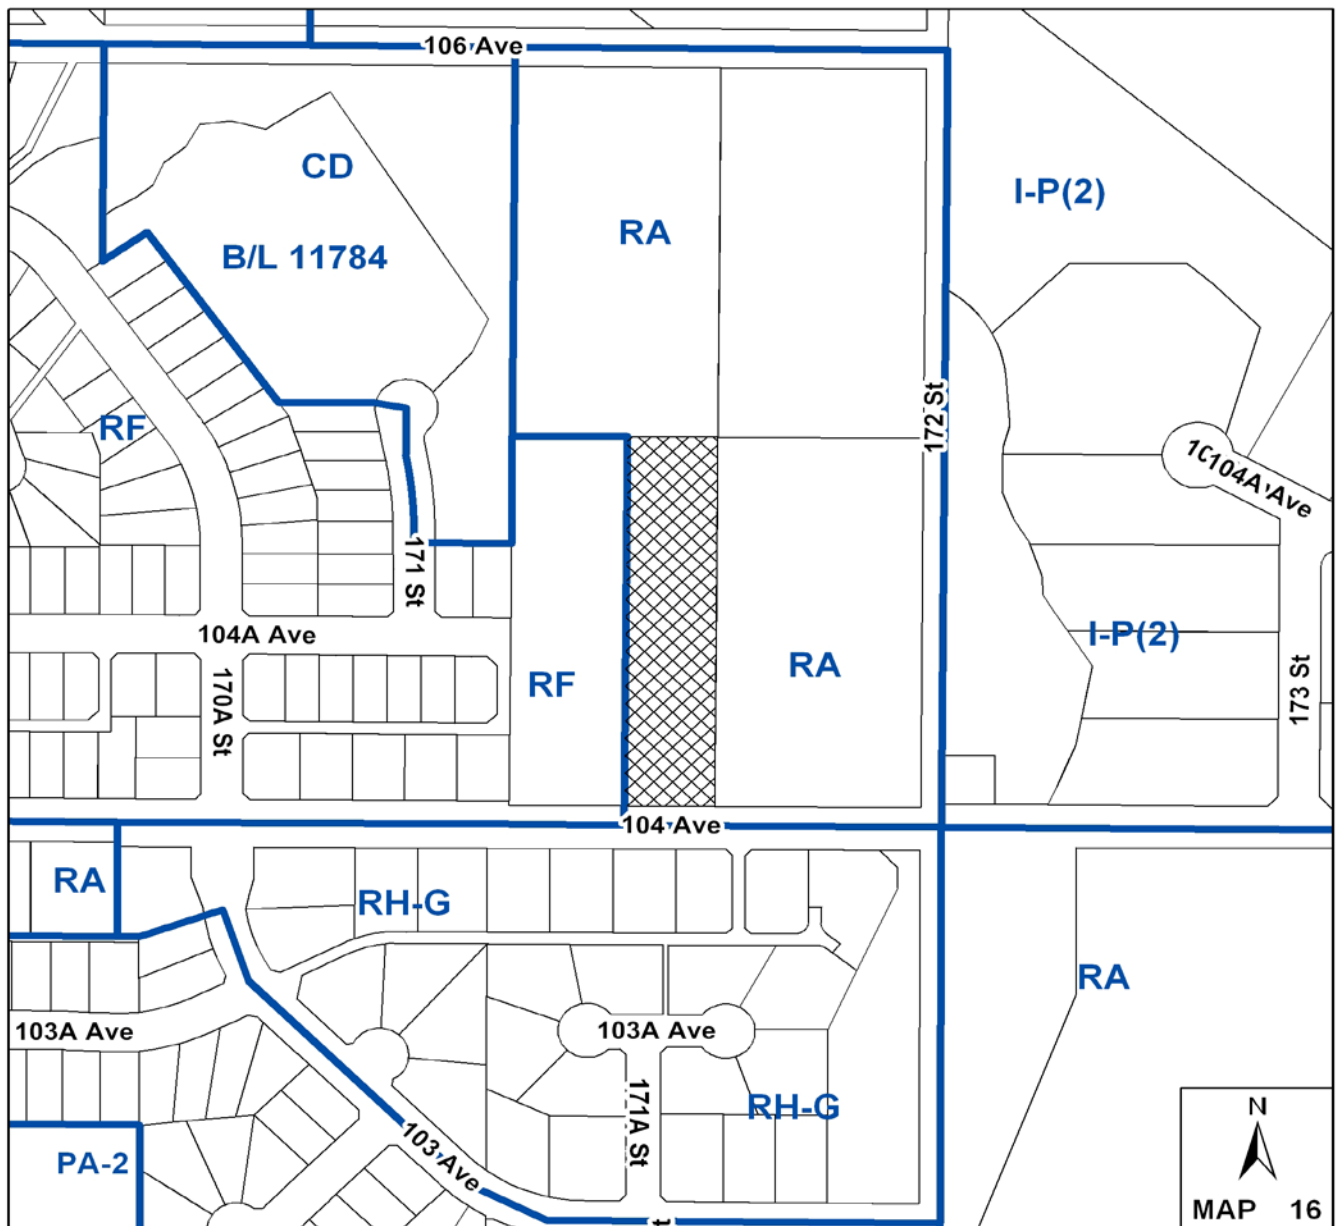 106 Ave
CD
I-P(2)
RA
B/L 11784
172 St
RF
104A Ave
171 St
104A Ave
I-P(2)
RA
RF
170A St
173 St
104 Ave
RA
RH-G
RA
103A Ave
103A Ave
171A St
RH-G
N
103 Ave
PA-2
MAP 16